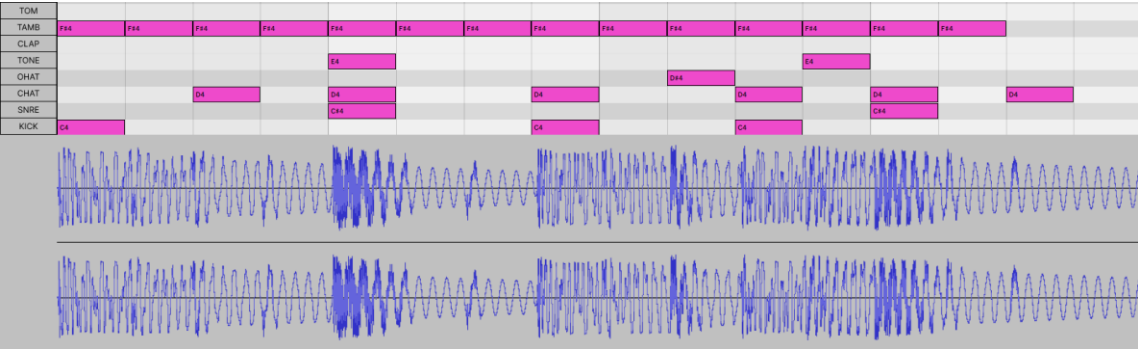 TOM
TAMB F#4 F#4 F#4 F#4 F#4 F#4 F#4 F#4 F#4 F#4 F#4 F#4 F#4 F#4
CLAP
TONE E4 E4
OHAT D#4
CHAT D4 D4 D4 D4 D4 D4
SNRE C#4 C#4
KICK C4 C4 C4